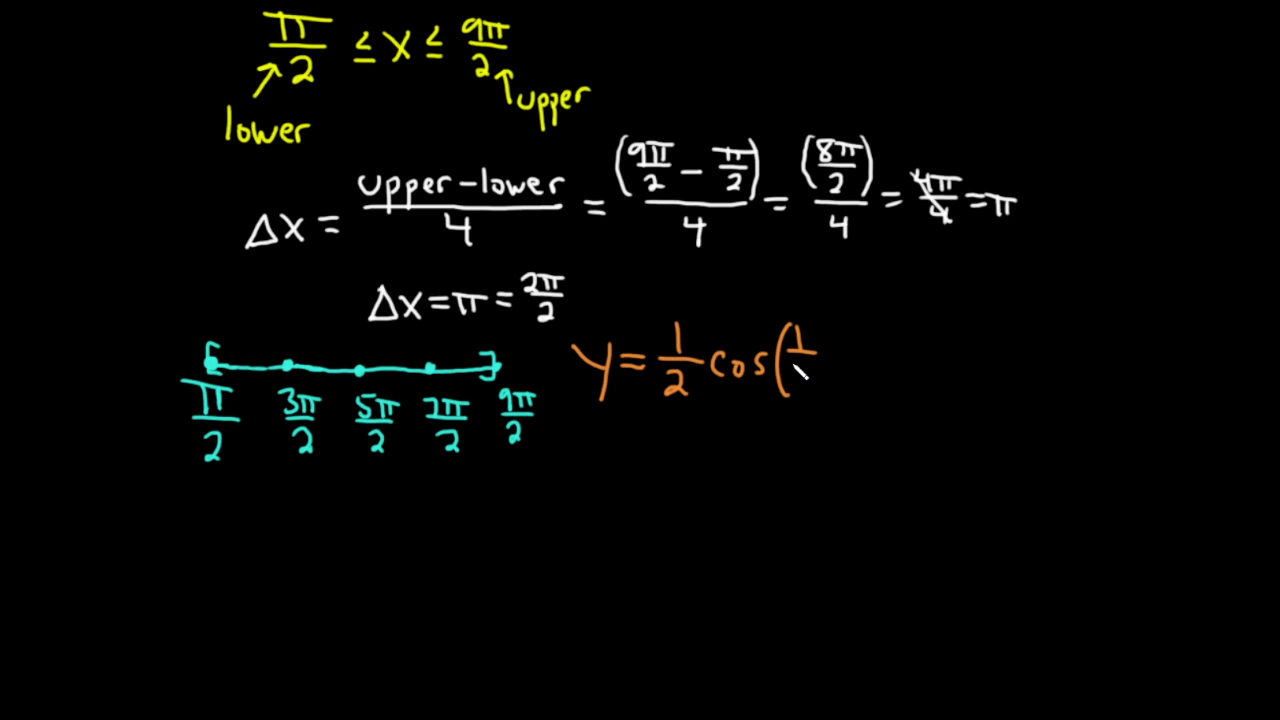 π/2 ≤ x ≤ 9π/2
lower
upper
Δx = upper-lower/4 = (9π/2 - π/2)/4 = (8π/2)/4 = 4π/4 = π
Δx = π = 2π/2
y = 1/2 cos(1/
π/2 3π/2 5π/2 7π/2 9π/2